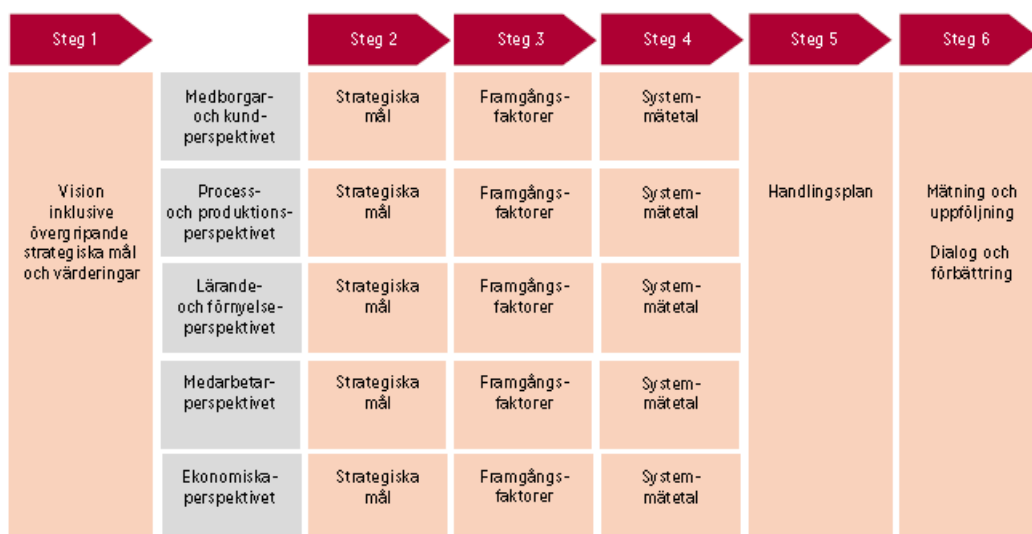 Steg 1
Steg 2
Steg 3
Steg 4
Steg 5
Steg 6
Vision
inklusive
övergripande
strategiska mål
och värderingar
Medborgar-
och kund-
perspektivet
Strategiska
mål
Framgångs-
faktorer
System-
mätetal
Process-
och produktions-
perspektivet
Strategiska
mål
Framgångs-
faktorer
System-
mätetal
Lärande-
och förnyelse-
perspektivet
Strategiska
mål
Framgångs-
faktorer
System-
mätetal
Medarbetar-
perspektivet
Strategiska
mål
Framgångs-
faktorer
System-
mätetal
Ekonomiska-
perspektivet
Strategiska
mål
Framgångs-
faktorer
System-
mätetal
Handlingsplan
Mätning och
uppföljning
Dialog och
förbättring